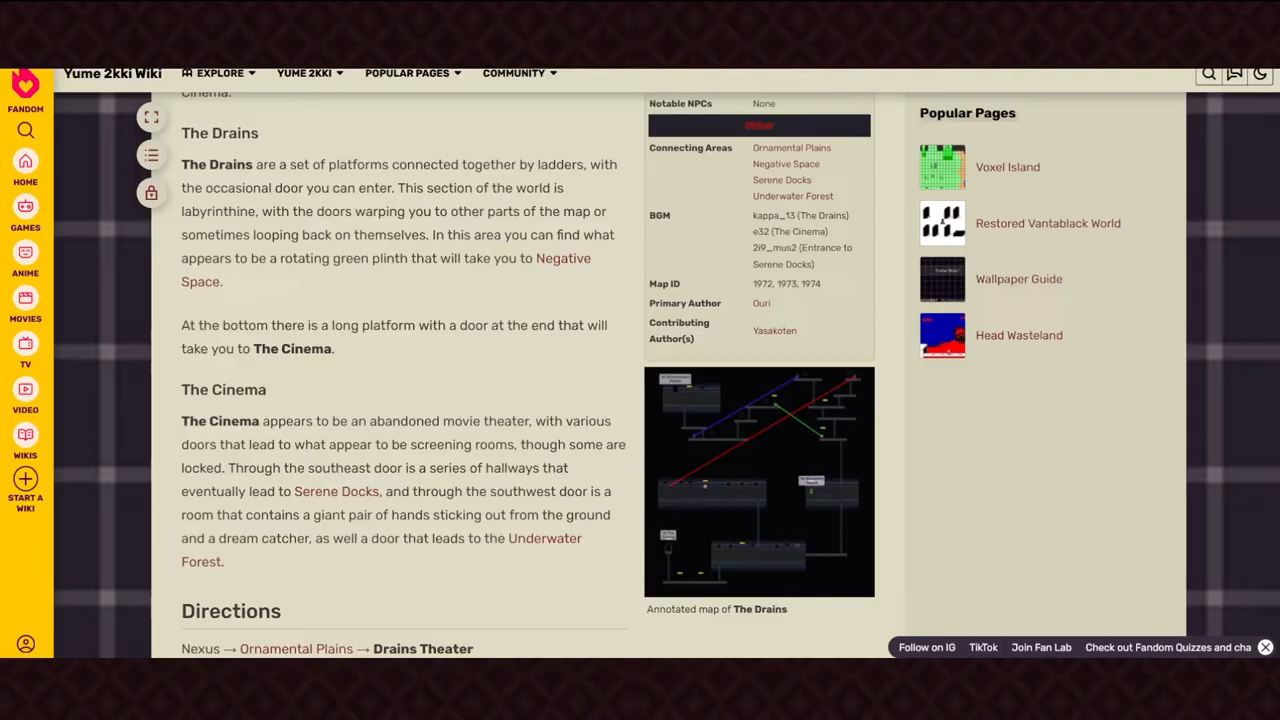 Yume 2kki Wiki
EXPLORE
YUME 2KKI
POPULAR PAGES
COMMUNITY
FANDOM
HOME
GAMES
ANIME
MOVIES
TV
VIDEO
WIKIS
START A
WIKI
Cinema.
The Drains
The Drains are a set of platforms connected together by ladders, with
the occasional door you can enter. This section of the world is
labyrinthine, with the doors warping you to other parts of the map or
sometimes looping back on themselves. In this area you can find what
appears to be a rotating green plinth that will take you to Negative
Space.
At the bottom there is a long platform with a door at the end that will
take you to The Cinema.
The Cinema
The Cinema appears to be an abandoned movie theater, with various
doors that lead to what appear to be screening rooms, though some are
locked. Through the southeast door is a series of hallways that
eventually lead to Serene Docks, and through the southwest door is a
room that contains a giant pair of hands sticking out from the ground
and a dream catcher, as well a door that leads to the Underwater
Forest.
Directions
Nexus → Ornamental Plains → Drains Theater
Notable NPCs None
Other
Connecting Areas Ornamental Plains
Negative Space
Serene Docks
Underwater Forest
BGM kappa_13 (The Drains)
e32 (The Cinema)
2i9_mus2 (Entrance to
Serene Docks)
Map ID 1972, 1973, 1974
Primary Author Ouri
Contributing
Author(s) Yasakoten
Annotated map of The Drains
Popular Pages
Voxel Island
Restored Vantablack World
Wallpaper Guide
Head Wasteland
Follow on IG TikTok Join Fan Lab Check out Fandom Quizzes and cha